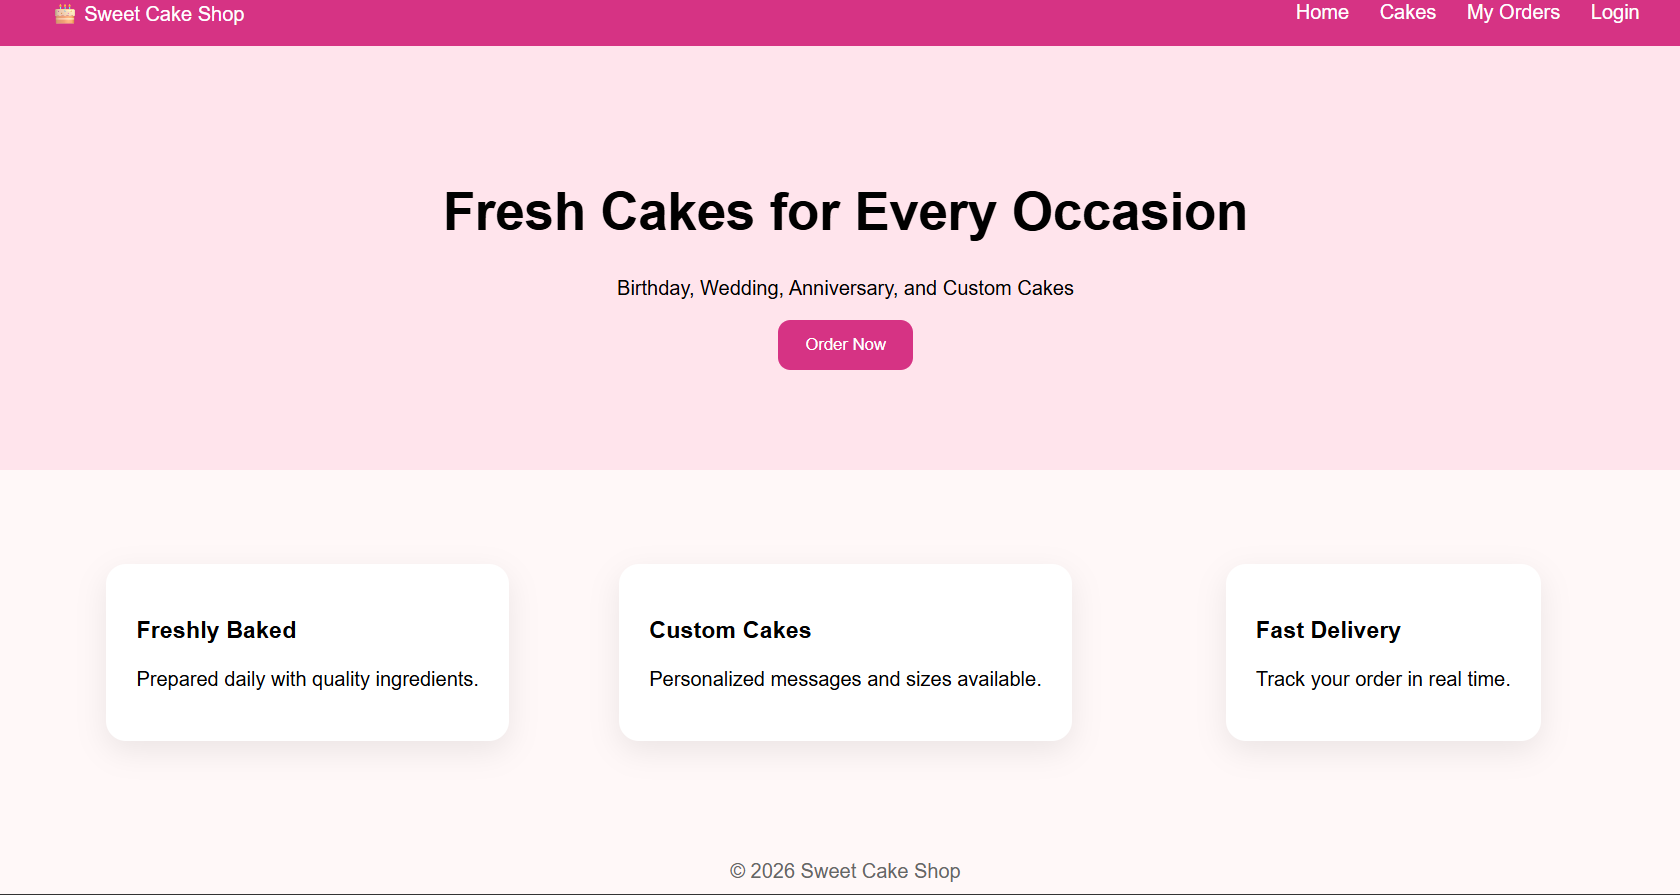 Sweet Cake Shop
Home Cakes My Orders Login
Fresh Cakes for Every Occasion
Birthday, Wedding, Anniversary, and Custom Cakes
Order Now
Freshly Baked
Prepared daily with quality ingredients.
Custom Cakes
Personalized messages and sizes available.
Fast Delivery
Track your order in real time.
© 2026 Sweet Cake Shop